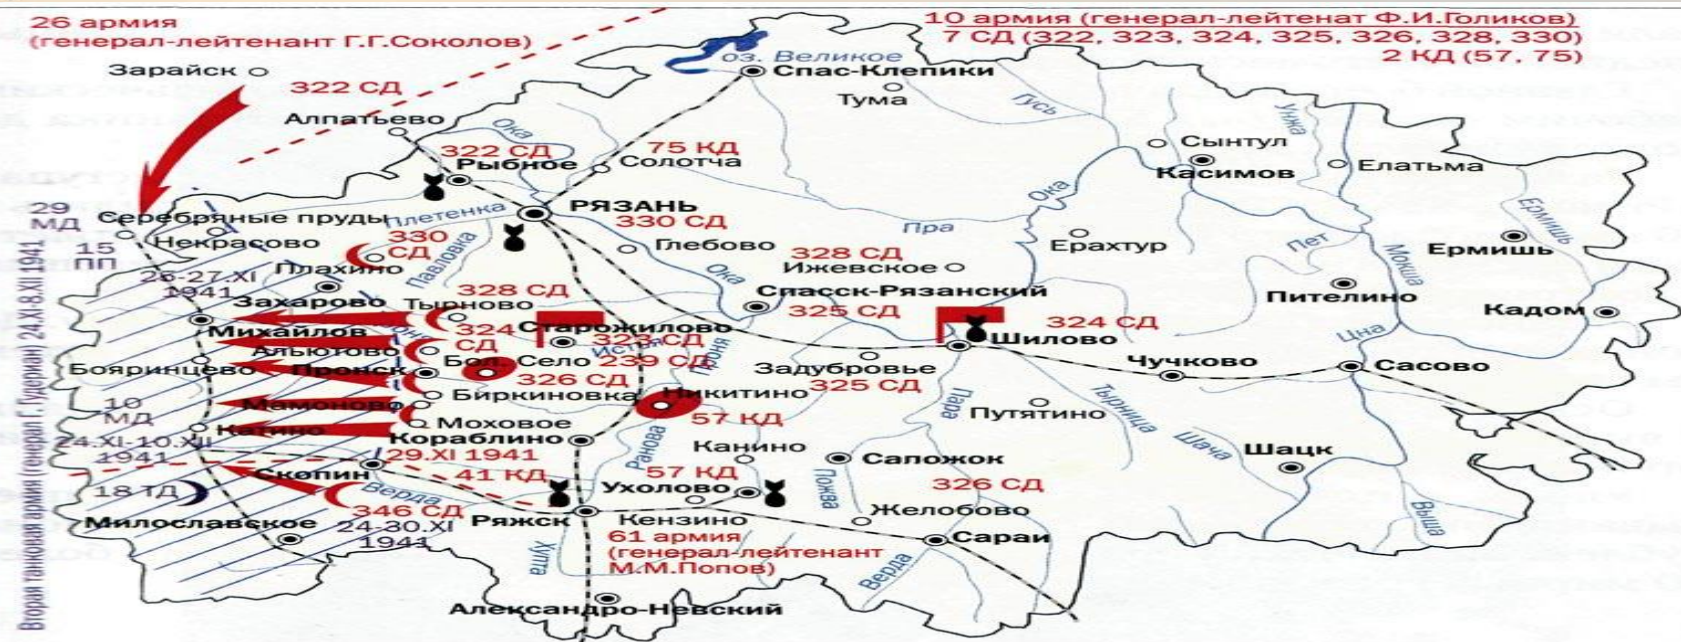 26 армия
(генерал-лейтенант Г.Г.Соколов)
10 армия (генерал-лейтенат Ф.И.Голиков)
7 СД (322, 323, 324, 325, 326, 328, 330)
2 КД (57, 75)
Зарайск
322 СД
оз. Великое
Спас-Клепики
Тума
Гусь
Унжа
Алпатьево
Ока
322 СД
Рыбное
75 КД
Солотча
Сынтул
Касимов
Елатьма
29
МД
Серебряные пруды
Плетенка
РЯЗАНЬ
330 СД
Ока
Пра
Ермишь
15
ПП
Некрасово
330
СД
Павловка
Глебово
328 СД
Ижевское
Ерахтур
Пет
Мокша
Ермишь
Плахино
26-27.XI
1941
Захарово
328 СД
Тырново
Ока
Спасск-Рязанский
325 СД
Пителино
Кадом
Михайлов
324
СД
Старожилово
323 СД
Истья
Проня
324 СД
Шилово
Цна
Альютово
Бояринцево
Пронск
Бол. Село
239 СД
326 СД
Задубровье
325 СД
Чучково
Сасово
10
МД
Мамоново
Биркиновка
Никитино
57 КД
Пара
Путятино
Тырница
Катино
Моховое
24.XI-10.XII
1941
Кораблино
29.XI 1941
Ранова
Канино
Шача
Шацк
Скопин
41 КД
57 КД
Сапожок
18 ТД
Верда
346 СД
Ухолово
Пожва
326 СД
Милославское
24-30.XI
1941
Ряжск
Кензино
Желобово
Выша
61 армия
(генерал-лейтенант
М.М.Попов)
Хупта
Верда
Сараи
Александро-Невский
Вторая танковая армия (генерал Г. Гудериан) 24.XI-8.XII 1941